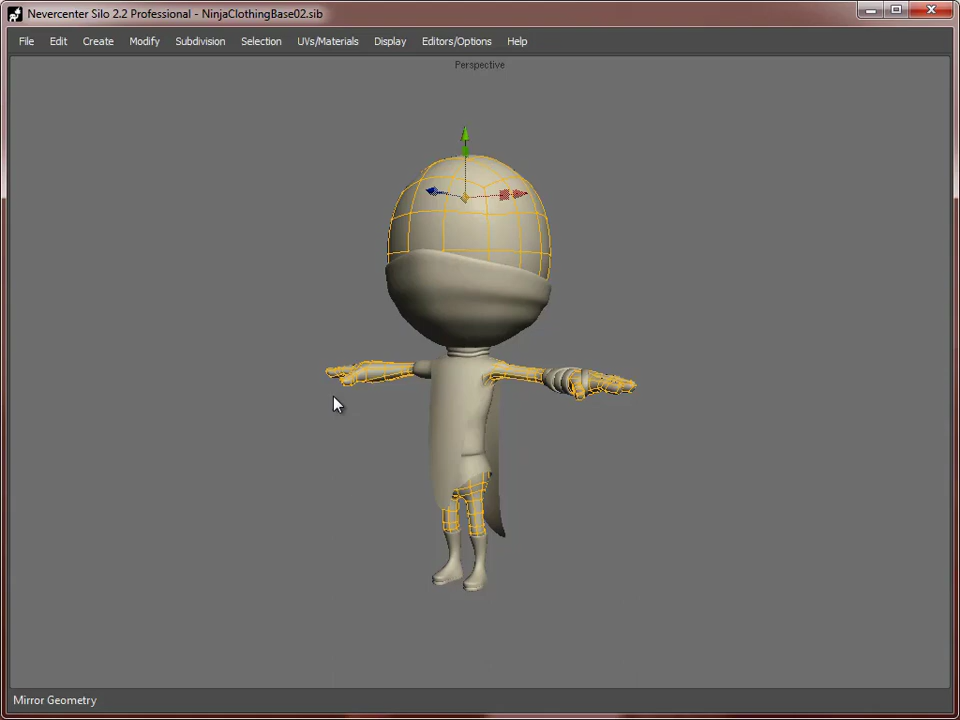 Nevercenter Silo 2.2 Professional - NinjaClothingBase02.sib
File Edit Create Modify Subdivision Selection UVs/Materials Display Editors/Options Help
Perspective
Mirror Geometry